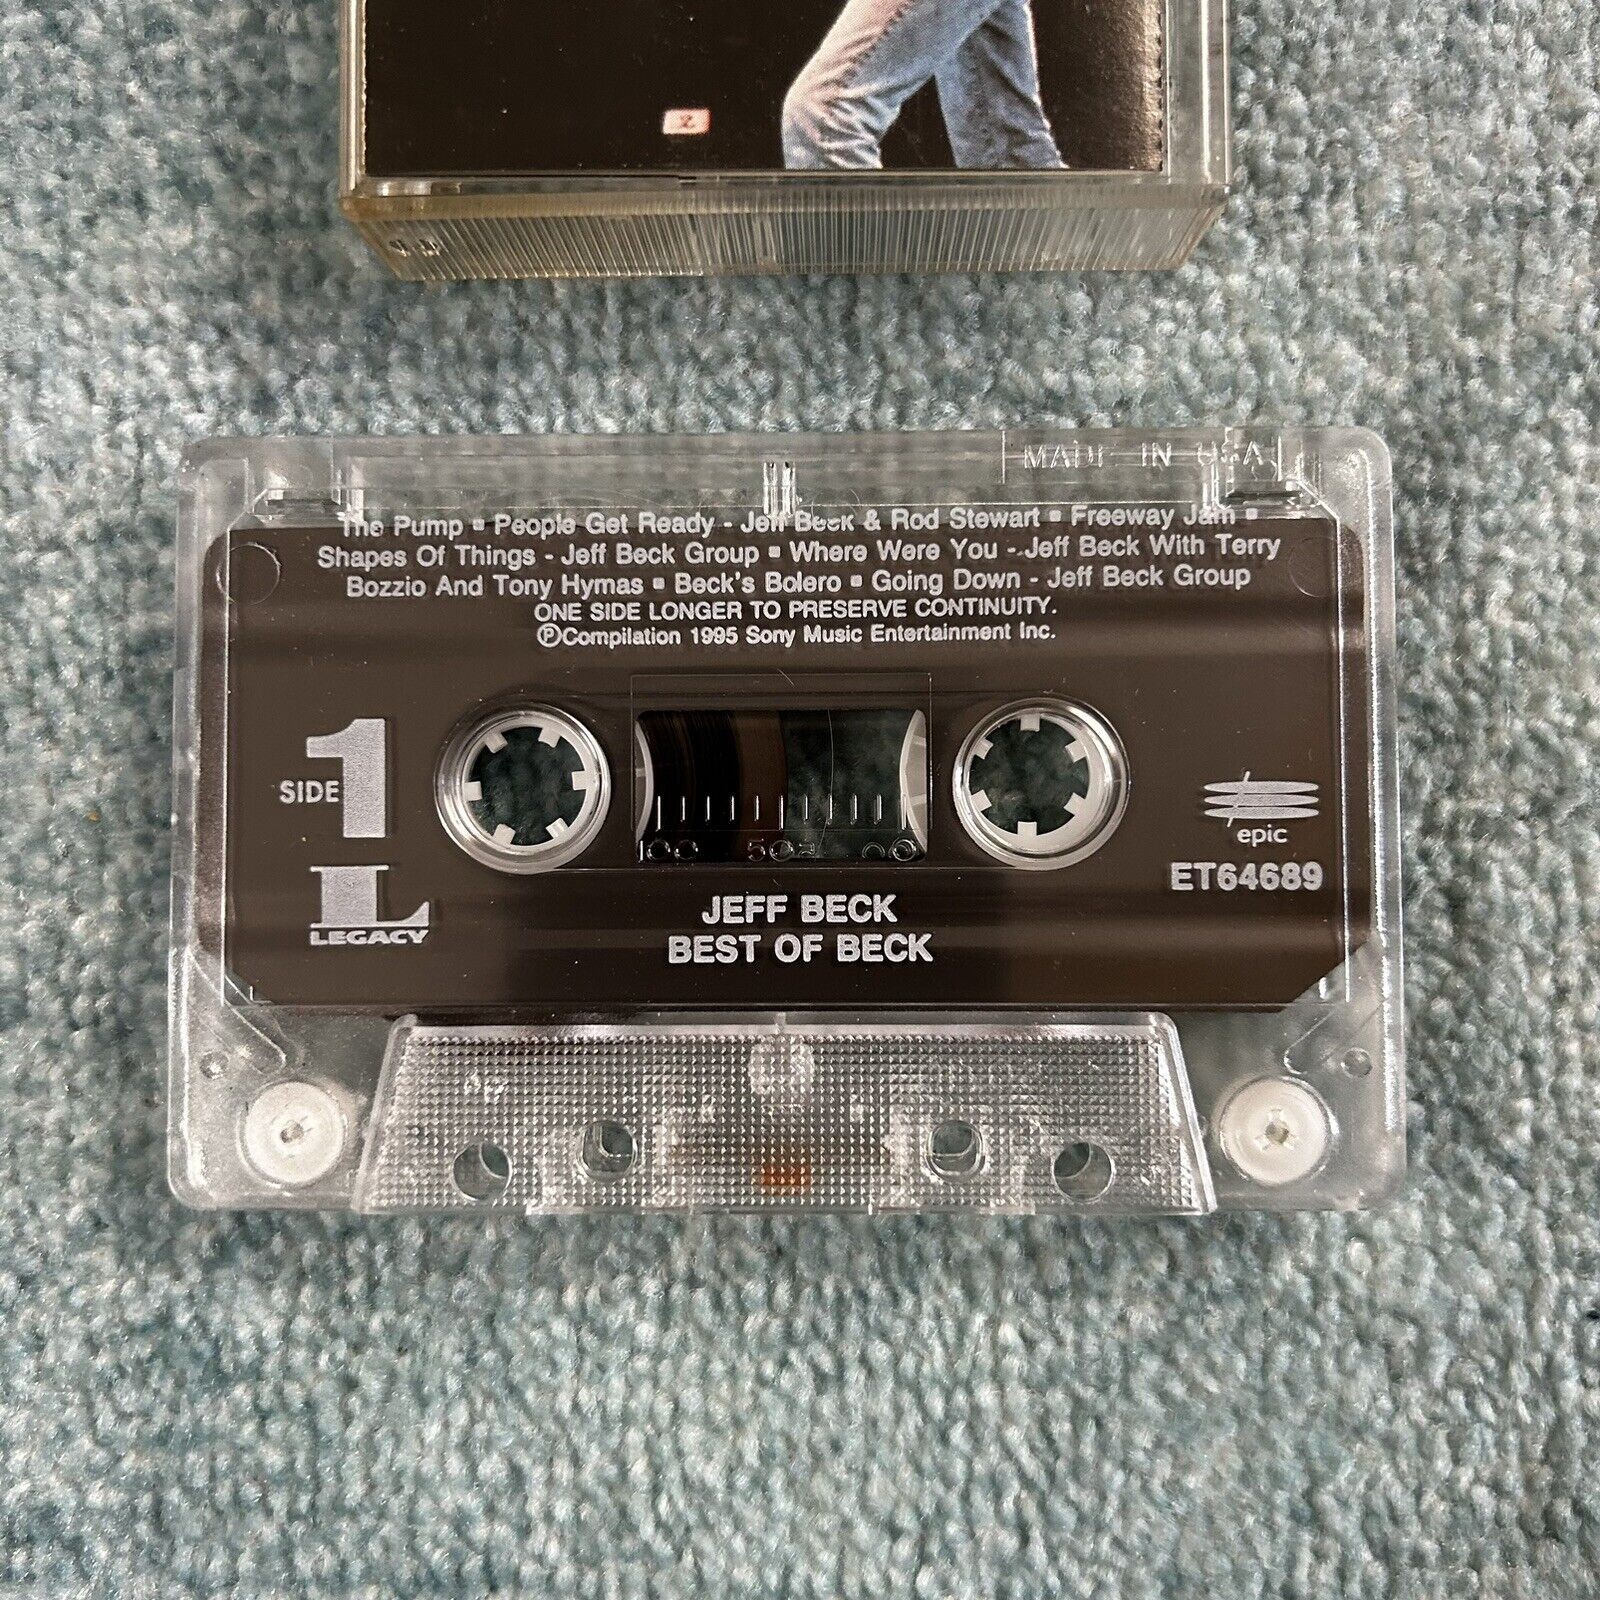 MADE IN USA
The Pump ▪ People Get Ready - Jeff Beck & Rod Stewart ▪ Freeway Jam ▪
Shapes Of Things - Jeff Beck Group ▪ Where Were You - Jeff Beck With Terry
Bozzio And Tony Hymas ▪ Beck's Bolero ▪ Going Down - Jeff Beck Group
ONE SIDE LONGER TO PRESERVE CONTINUITY.
ⓟCompilation 1995 Sony Music Entertainment Inc.
SIDE 1
100 50
epic
ET64689
L
LEGACY
JEFF BECK
BEST OF BECK